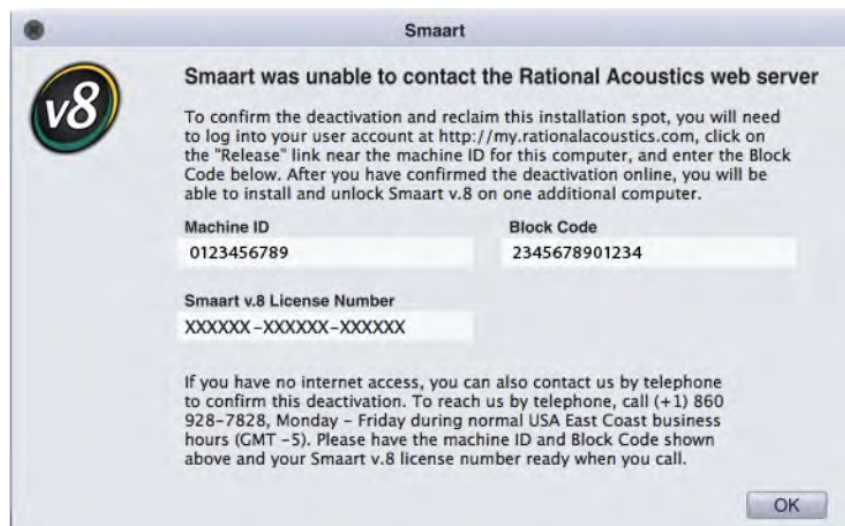 Smaart
v8
Smaart was unable to contact the Rational Acoustics web server
To confirm the deactivation and reclaim this installation spot, you will need
to log into your user account at http://my.rationalacoustics.com, click on
the "Release" link near the machine ID for this computer, and enter the Block
Code below. After you have confirmed the deactivation online, you will be
able to install and unlock Smaart v.8 on one additional computer.
Machine ID
Block Code
0123456789
2345678901234
Smaart v.8 License Number
XXXXXX-XXXXXX-XXXXXX
If you have no internet access, you can also contact us by telephone
to confirm this deactivation. To reach us by telephone, call (+1) 860
928-7828, Monday - Friday during normal USA East Coast business
hours (GMT -5). Please have the machine ID and Block Code shown
above and your Smaart v.8 license number ready when you call.
OK